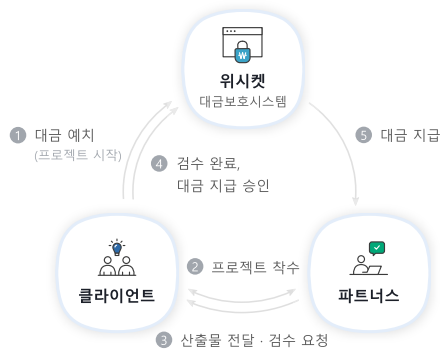 위시켓
대금보호시스템
1 대금 예치
(프로젝트 시작)
4 검수 완료,
대금 지급 승인
5 대금 지급
클라이언트
2 프로젝트 착수
파트너스
3 산출물 전달 · 검수 요청